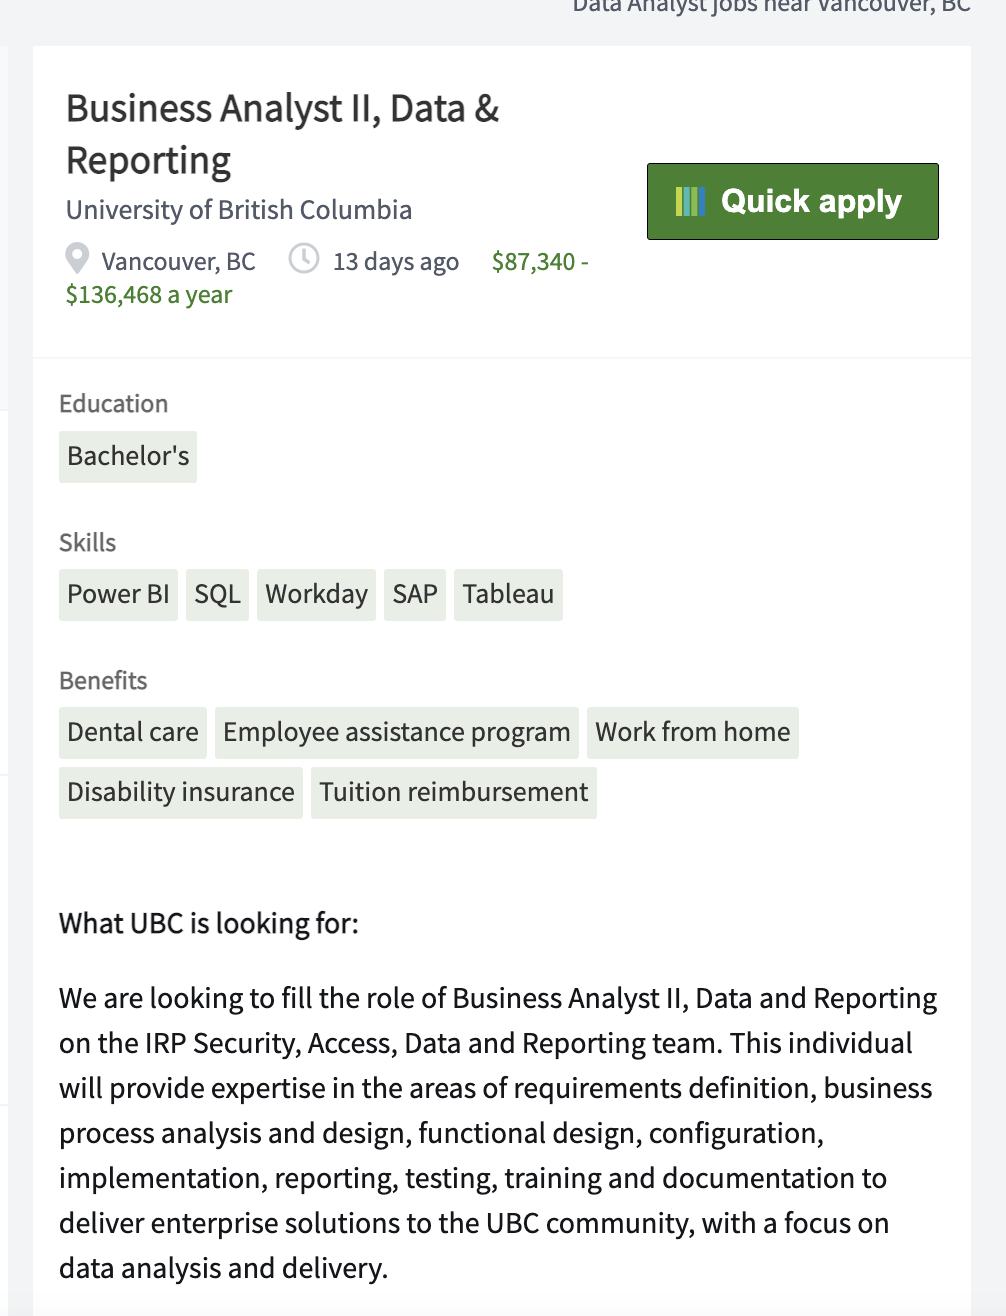 Data Analyst jobs near Vancouver, BC
Business Analyst II, Data &
Reporting
University of British Columbia
Vancouver, BC 13 days ago $87,340 -
$136,468 a year
Quick apply
Education
Bachelor's
Skills
Power BI SQL Workday SAP Tableau
Benefits
Dental care Employee assistance program Work from home
Disability insurance Tuition reimbursement
What UBC is looking for:
We are looking to fill the role of Business Analyst II, Data and Reporting
on the IRP Security, Access, Data and Reporting team. This individual
will provide expertise in the areas of requirements definition, business
process analysis and design, functional design, configuration,
implementation, reporting, testing, training and documentation to
deliver enterprise solutions to the UBC community, with a focus on
data analysis and delivery.